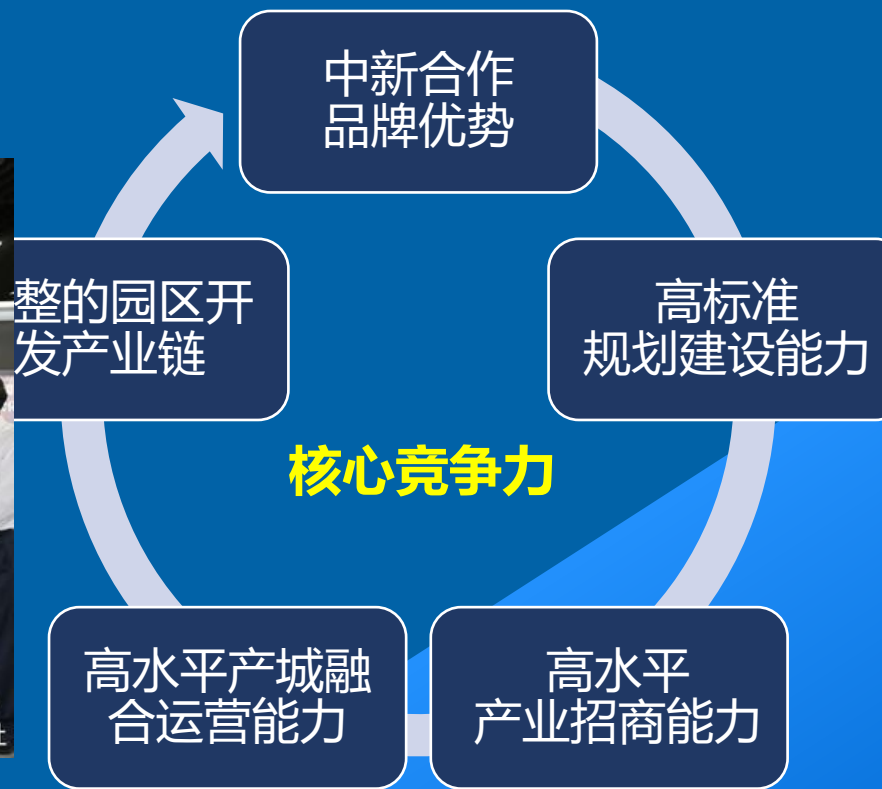 中新合作
品牌优势
高标准
规划建设能力
高水平
产业招商能力
高水平产城融
合运营能力
整的园区开
发产业链
核心竞争力